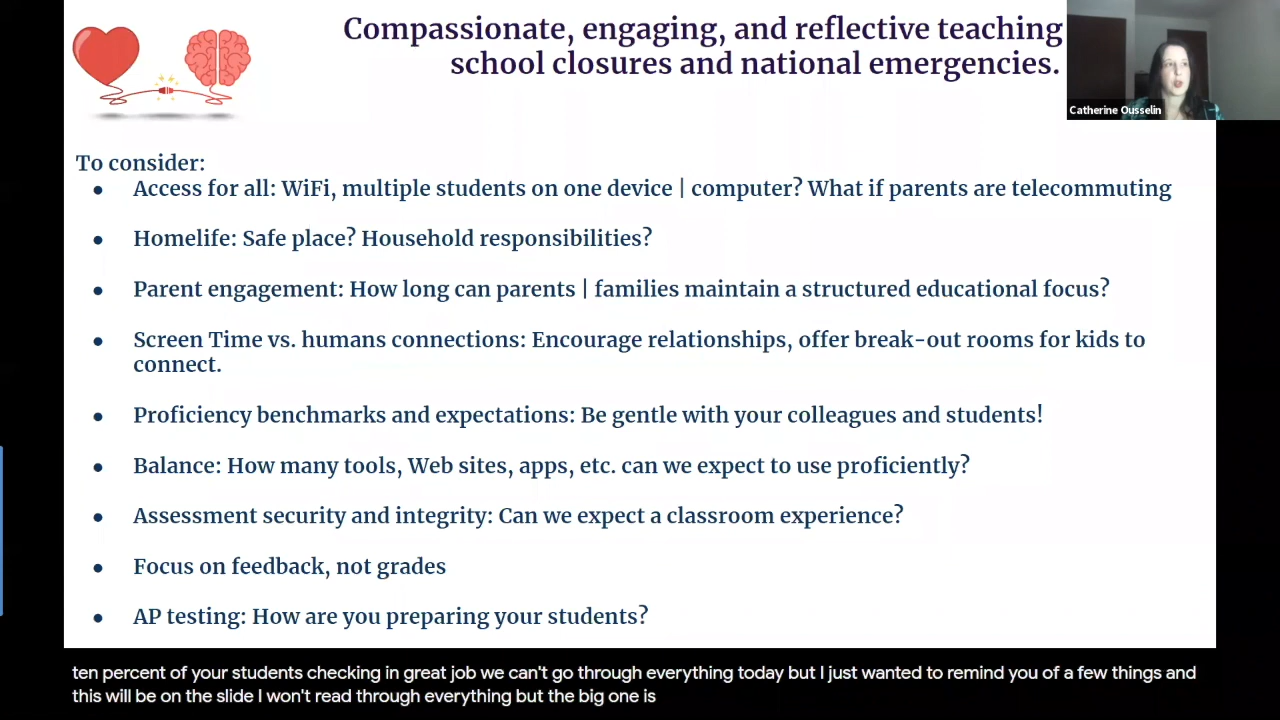 Compassionate, engaging, and reflective teaching
school closures and national emergencies.
Catherine Ousselin
To consider:
● Access for all: WiFi, multiple students on one device | computer? What if parents are telecommuting
● Homelife: Safe place? Household responsibilities?
● Parent engagement: How long can parents | families maintain a structured educational focus?
● Screen Time vs. humans connections: Encourage relationships, offer break-out rooms for kids to
connect.
● Proficiency benchmarks and expectations: Be gentle with your colleagues and students!
● Balance: How many tools, Web sites, apps, etc. can we expect to use proficiently?
● Assessment security and integrity: Can we expect a classroom experience?
● Focus on feedback, not grades
● AP testing: How are you preparing your students?
ten percent of your students checking in great job we can't go through everything today but I just wanted to remind you of a few things and
this will be on the slide I won't read through everything but the big one is